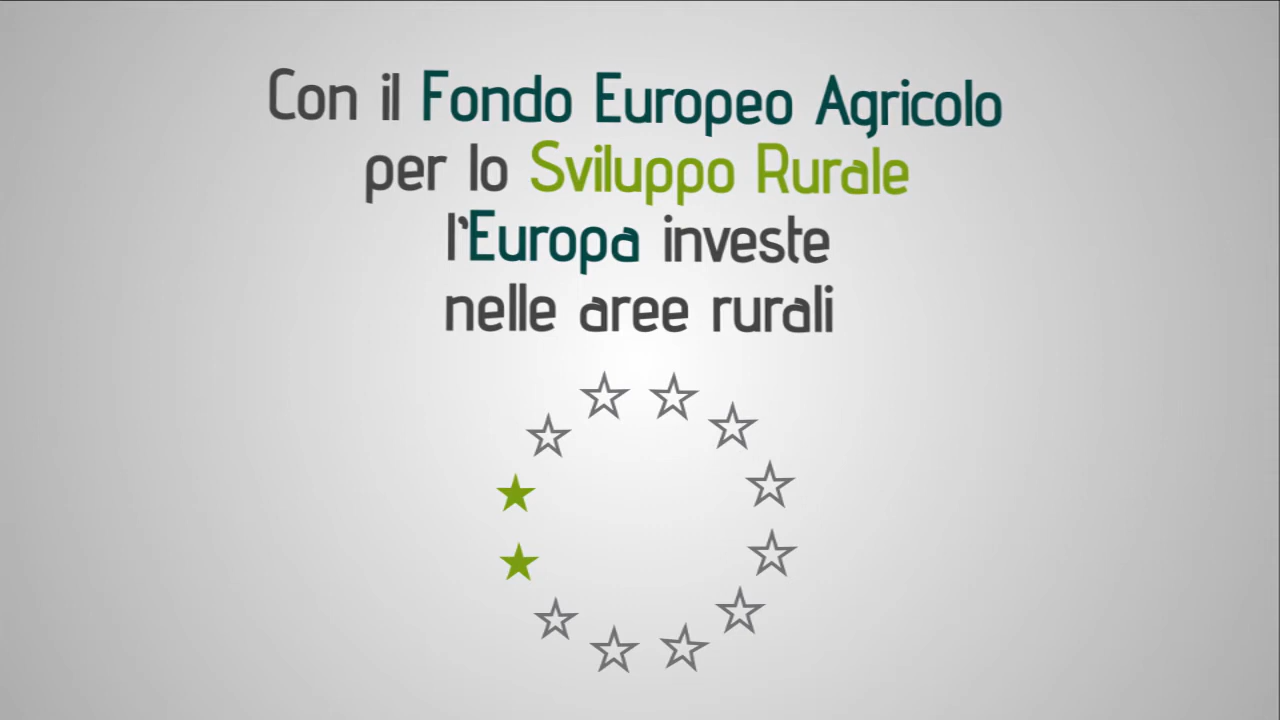 Con il Fondo Europeo Agricolo
per lo Sviluppo Rurale
l'Europa investe
nelle aree rurali